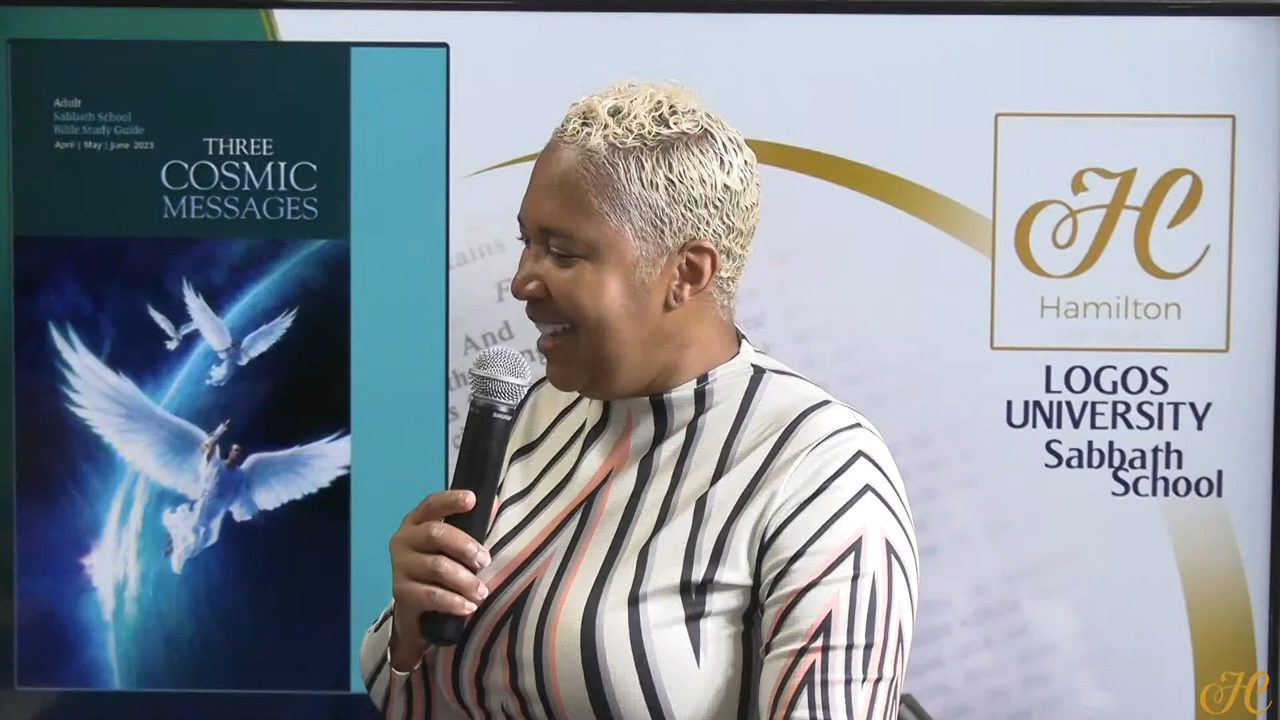 Adult
Sabbath School
Bible Study Guide
April | May | June 2023
THREE
COSMIC
MESSAGES
And
H
Hamilton
LOGOS
UNIVERSITY
Sabbath
School
H